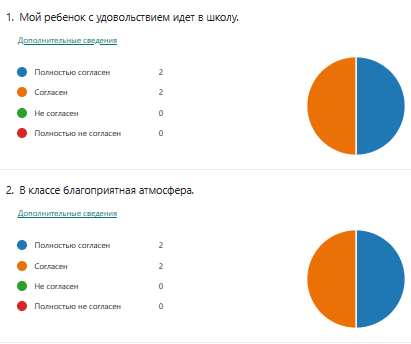 1. Мой ребенок с удовольствием идет в школу.
Дополнительные сведения
Полностью согласен 2
Согласен 2
Не согласен 0
Полностью не согласен 0
2. В классе благоприятная атмосфера.
Дополнительные сведения
Полностью согласен 2
Согласен 2
Не согласен 0
Полностью не согласен 0